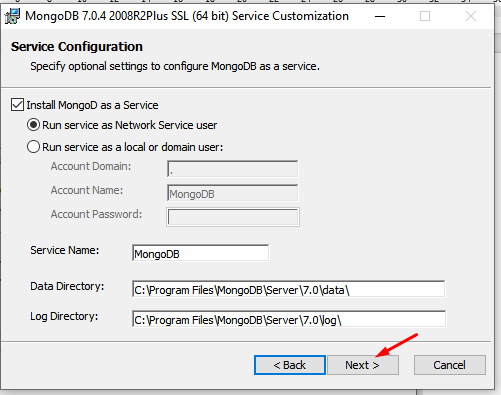 MongoDB 7.0.4 2008R2Plus SSL (64 bit) Service Customization
Service Configuration
Specify optional settings to configure MongoDB as a service.
Install MongoD as a Service
Run service as Network Service user
Run service as a local or domain user:
Account Domain: .
Account Name: MongoDB
Account Password:
Service Name: MongoDB
Data Directory: C:\Program Files\MongoDB\Server\7.0\data\
Log Directory: C:\Program Files\MongoDB\Server\7.0\log\
< Back Next > Cancel